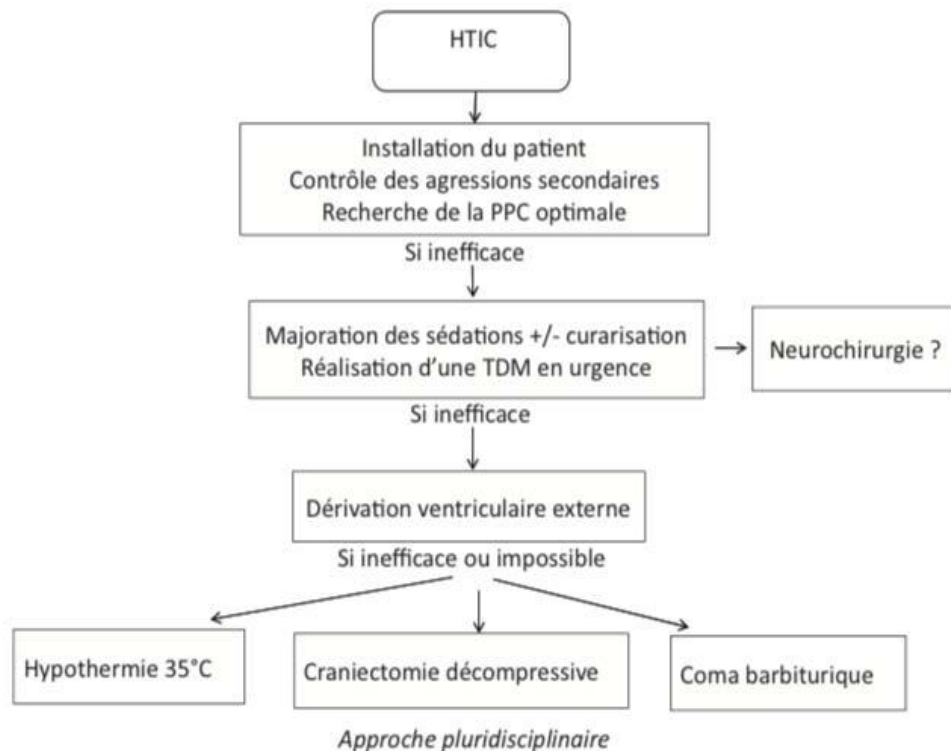 HTIC
Installation du patient
Contrôle des agressions secondaires
Recherche de la PPC optimale
Si inefficace
Majoration des sédations +/- curarisation
Réalisation d'une TDM en urgence
Neurochirurgie ?
Si inefficace
Dérivation ventriculaire externe
Si inefficace ou impossible
Hypothermie 35°C
Craniectomie décompressive
Coma barbiturique
Approche pluridisciplinaire